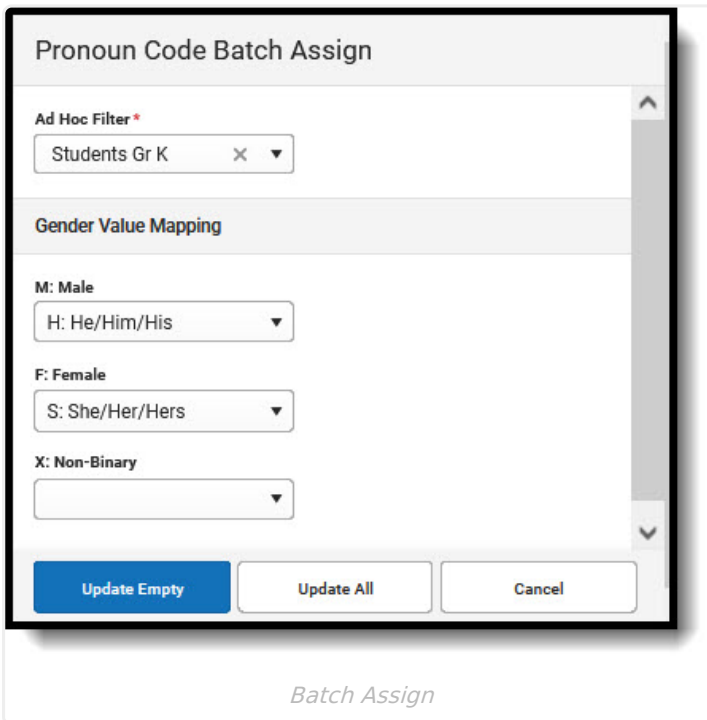 Pronoun Code Batch Assign
Ad Hoc Filter*
Students Gr K
Gender Value Mapping
M: Male
H: He/Him/His
F: Female
S: She/Her/Hers
X: Non-Binary
Update Empty Update All Cancel
Batch Assign